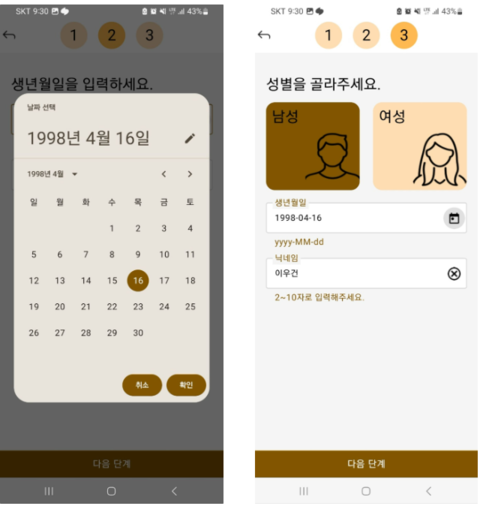 SKT 9:30
43%
1 2 3
생년월일을 입력하세요.
날짜 선택
1998년 4월 16일
1998년 4월
일 월 화 수 목 금 토
1 2 3 4
5 6 7 8 9 10 11
12 13 14 15 16 17 18
19 20 21 22 23 24 25
26 27 28 29 30
취소 확인
다음 단계
SKT 9:30
43%
1 2 3
성별을 골라주세요.
남성 여성
생년월일
1998-04-16
yyyy-MM-dd
닉네임
이우건
2~10자로 입력해주세요.
다음 단계